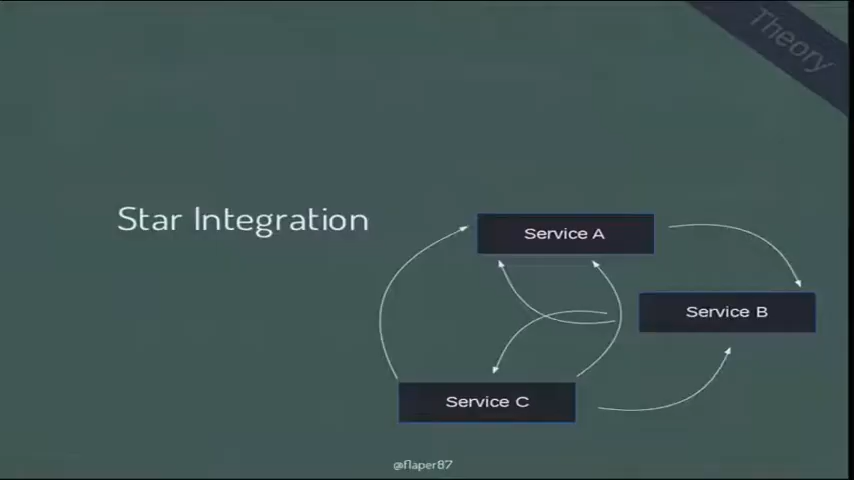 Theory
Star Integration
Service A
Service B
Service C
@flaper87